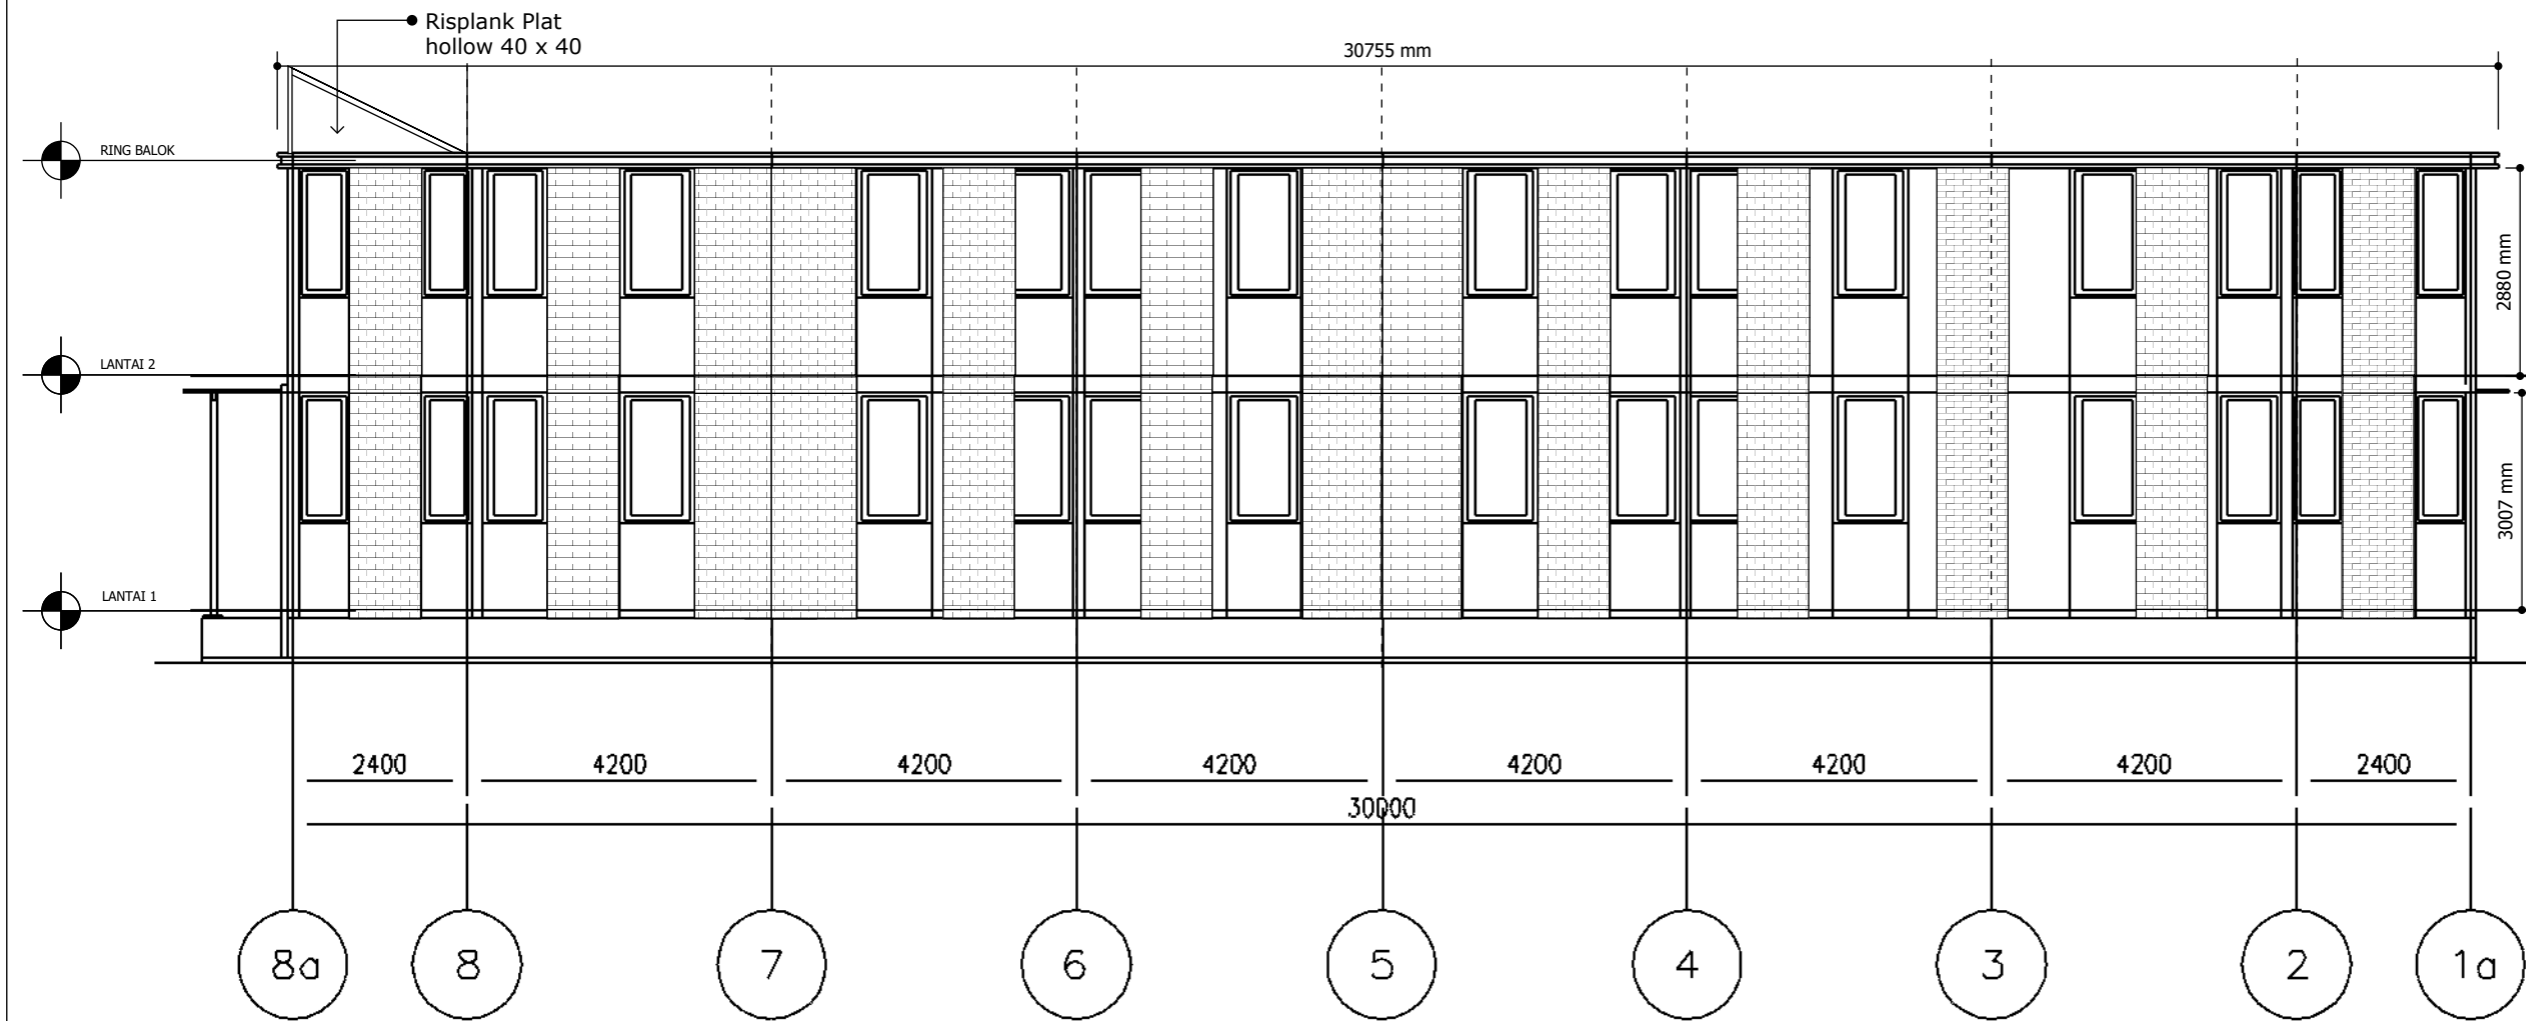 Risplank Plat
hollow 40 x 40
30755 mm
RING BALOK
2880 mm
LANTAI 2
3007 mm
LANTAI 1
2400 4200 4200 4200 4200 4200 4200 2400
30000
8a 8 7 6 5 4 3 2 1a